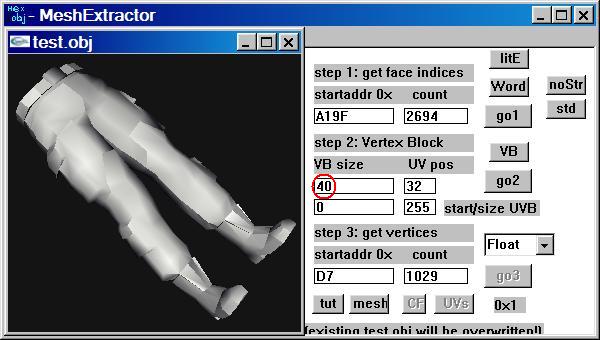 Hex
obj - MeshExtractor
test.obj
litE
step 1: get face indices
Word
noStr
startaddr 0x count
std
A19F 2694
go1
step 2: Vertex Block
VB
VB size UV pos
40 32
go2
0 255 start/size UVB
step 3: get vertices
Float
startaddr 0x count
D7 1029
go3
tut mesh CF UVs 0x1
(existing test.obj will be overwritten!)